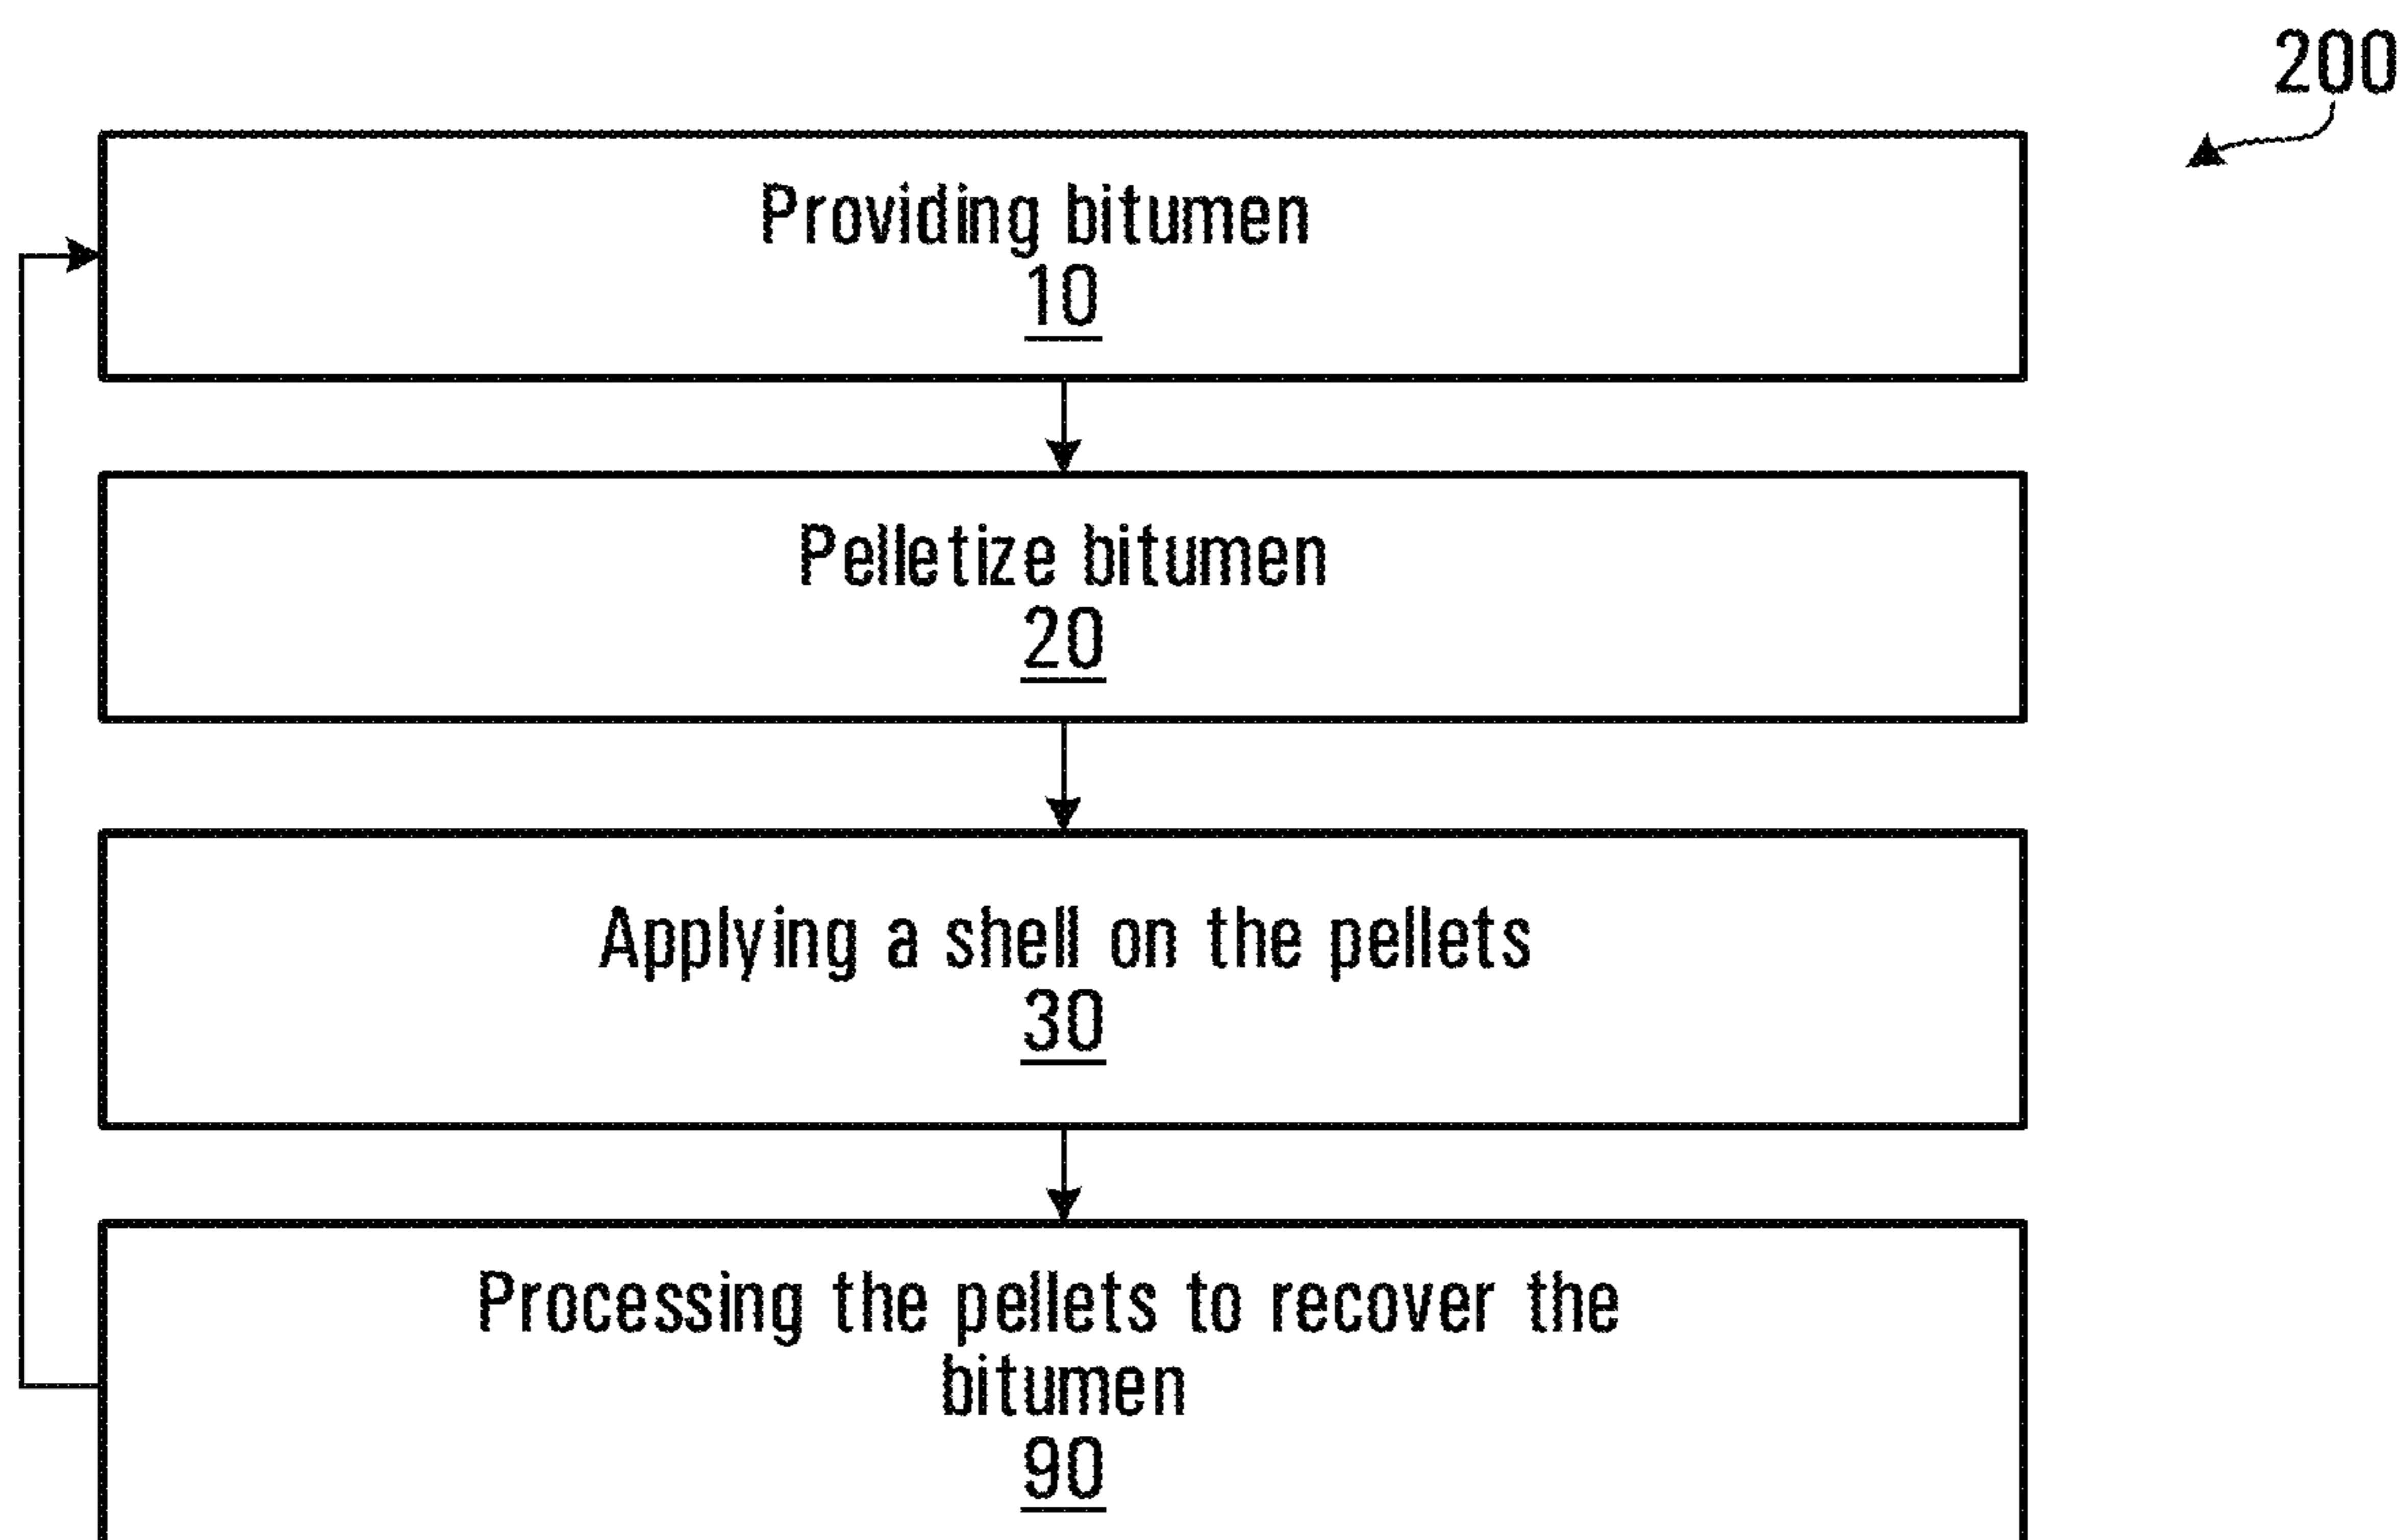 200
Providing bitumen
10
Pelletize bitumen
20
Applying a shell on the pellets
30
Processing the pellets to recover the
bitumen
90